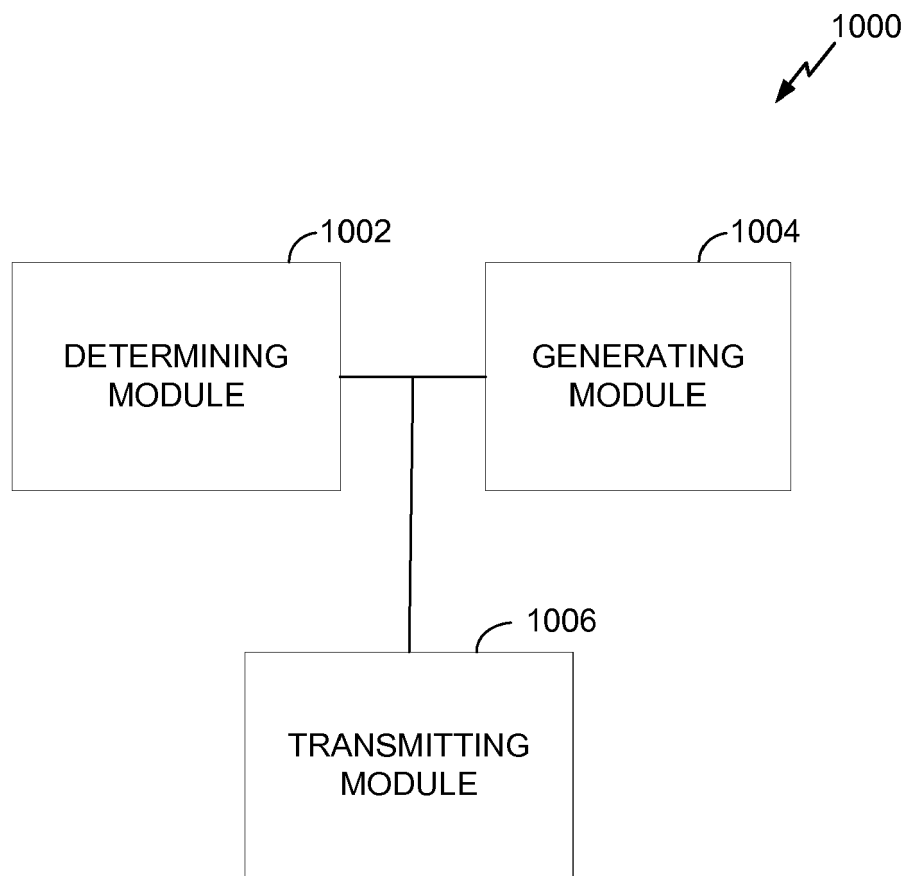 1000
1002
1004
DETERMINING
MODULE
GENERATING
MODULE
1006
TRANSMITTING
MODULE